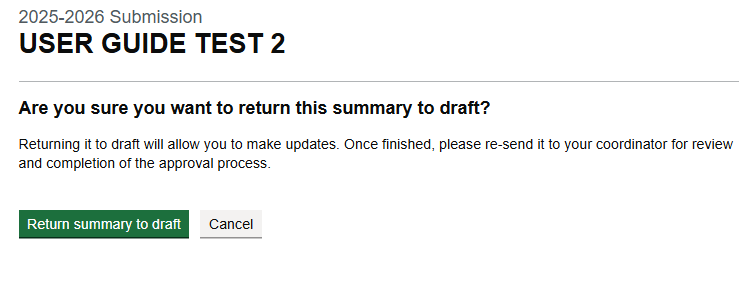 2025-2026 Submission
USER GUIDE TEST 2
Are you sure you want to return this summary to draft?
Returning it to draft will allow you to make updates. Once finished, please re-send it to your coordinator for review
and completion of the approval process.
Return summary to draft
Cancel